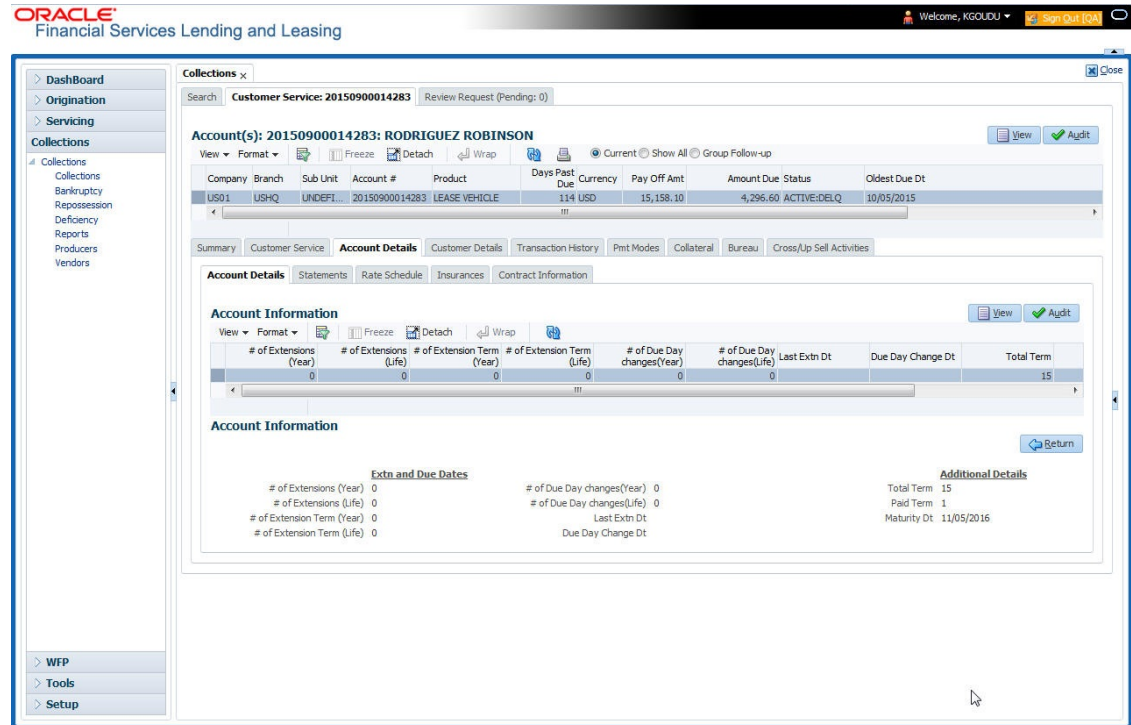 ORACLE
Financial Services Lending and Leasing
Welcome, KGOUDU
Sign Out [QA]
Close
DashBoard
Origination
Servicing
Collections
Collections
Collections
Bankruptcy
Repossession
Deficiency
Reports
Producers
Vendors
WFP
Tools
Setup
Collections x
Search Customer Service: 20150900014283 Review Request (Pending: 0)
Account(s): 20150900014283: RODRIGUEZ ROBINSON
View Audit
View Format Freeze Detach Wrap Current Show All Group Follow-up
Company Branch Sub Unit Account # Product Days Past Due Currency Pay Off Amt Amount Due Status Oldest Due Dt
US01 USHQ UNDEFI... 20150900014283 LEASE VEHICLE 114 USD 15,158.10 4,296.60 ACTIVE:DELQ 10/05/2015
Summary Customer Service Account Details Customer Details Transaction History Pmt Modes Collateral Bureau Cross/Up Sell Activities
Account Details Statements Rate Schedule Insurances Contract Information
Account Information
View Audit
View Format Freeze Detach Wrap
# of Extensions (Year) # of Extensions (Life) # of Extension Term (Year) # of Extension Term (Life) # of Due Day changes(Year) # of Due Day changes(Life) Last Extn Dt Due Day Change Dt Total Term
0 0 0 0 0 0 15
Account Information
Return
Extn and Due Dates Additional Details
# of Extensions (Year) 0 # of Due Day changes(Year) 0 Total Term 15
# of Extensions (Life) 0 # of Due Day changes(Life) 0 Paid Term 1
# of Extension Term (Year) 0 Last Extn Dt Maturity Dt 11/05/2016
# of Extension Term (Life) 0 Due Day Change Dt